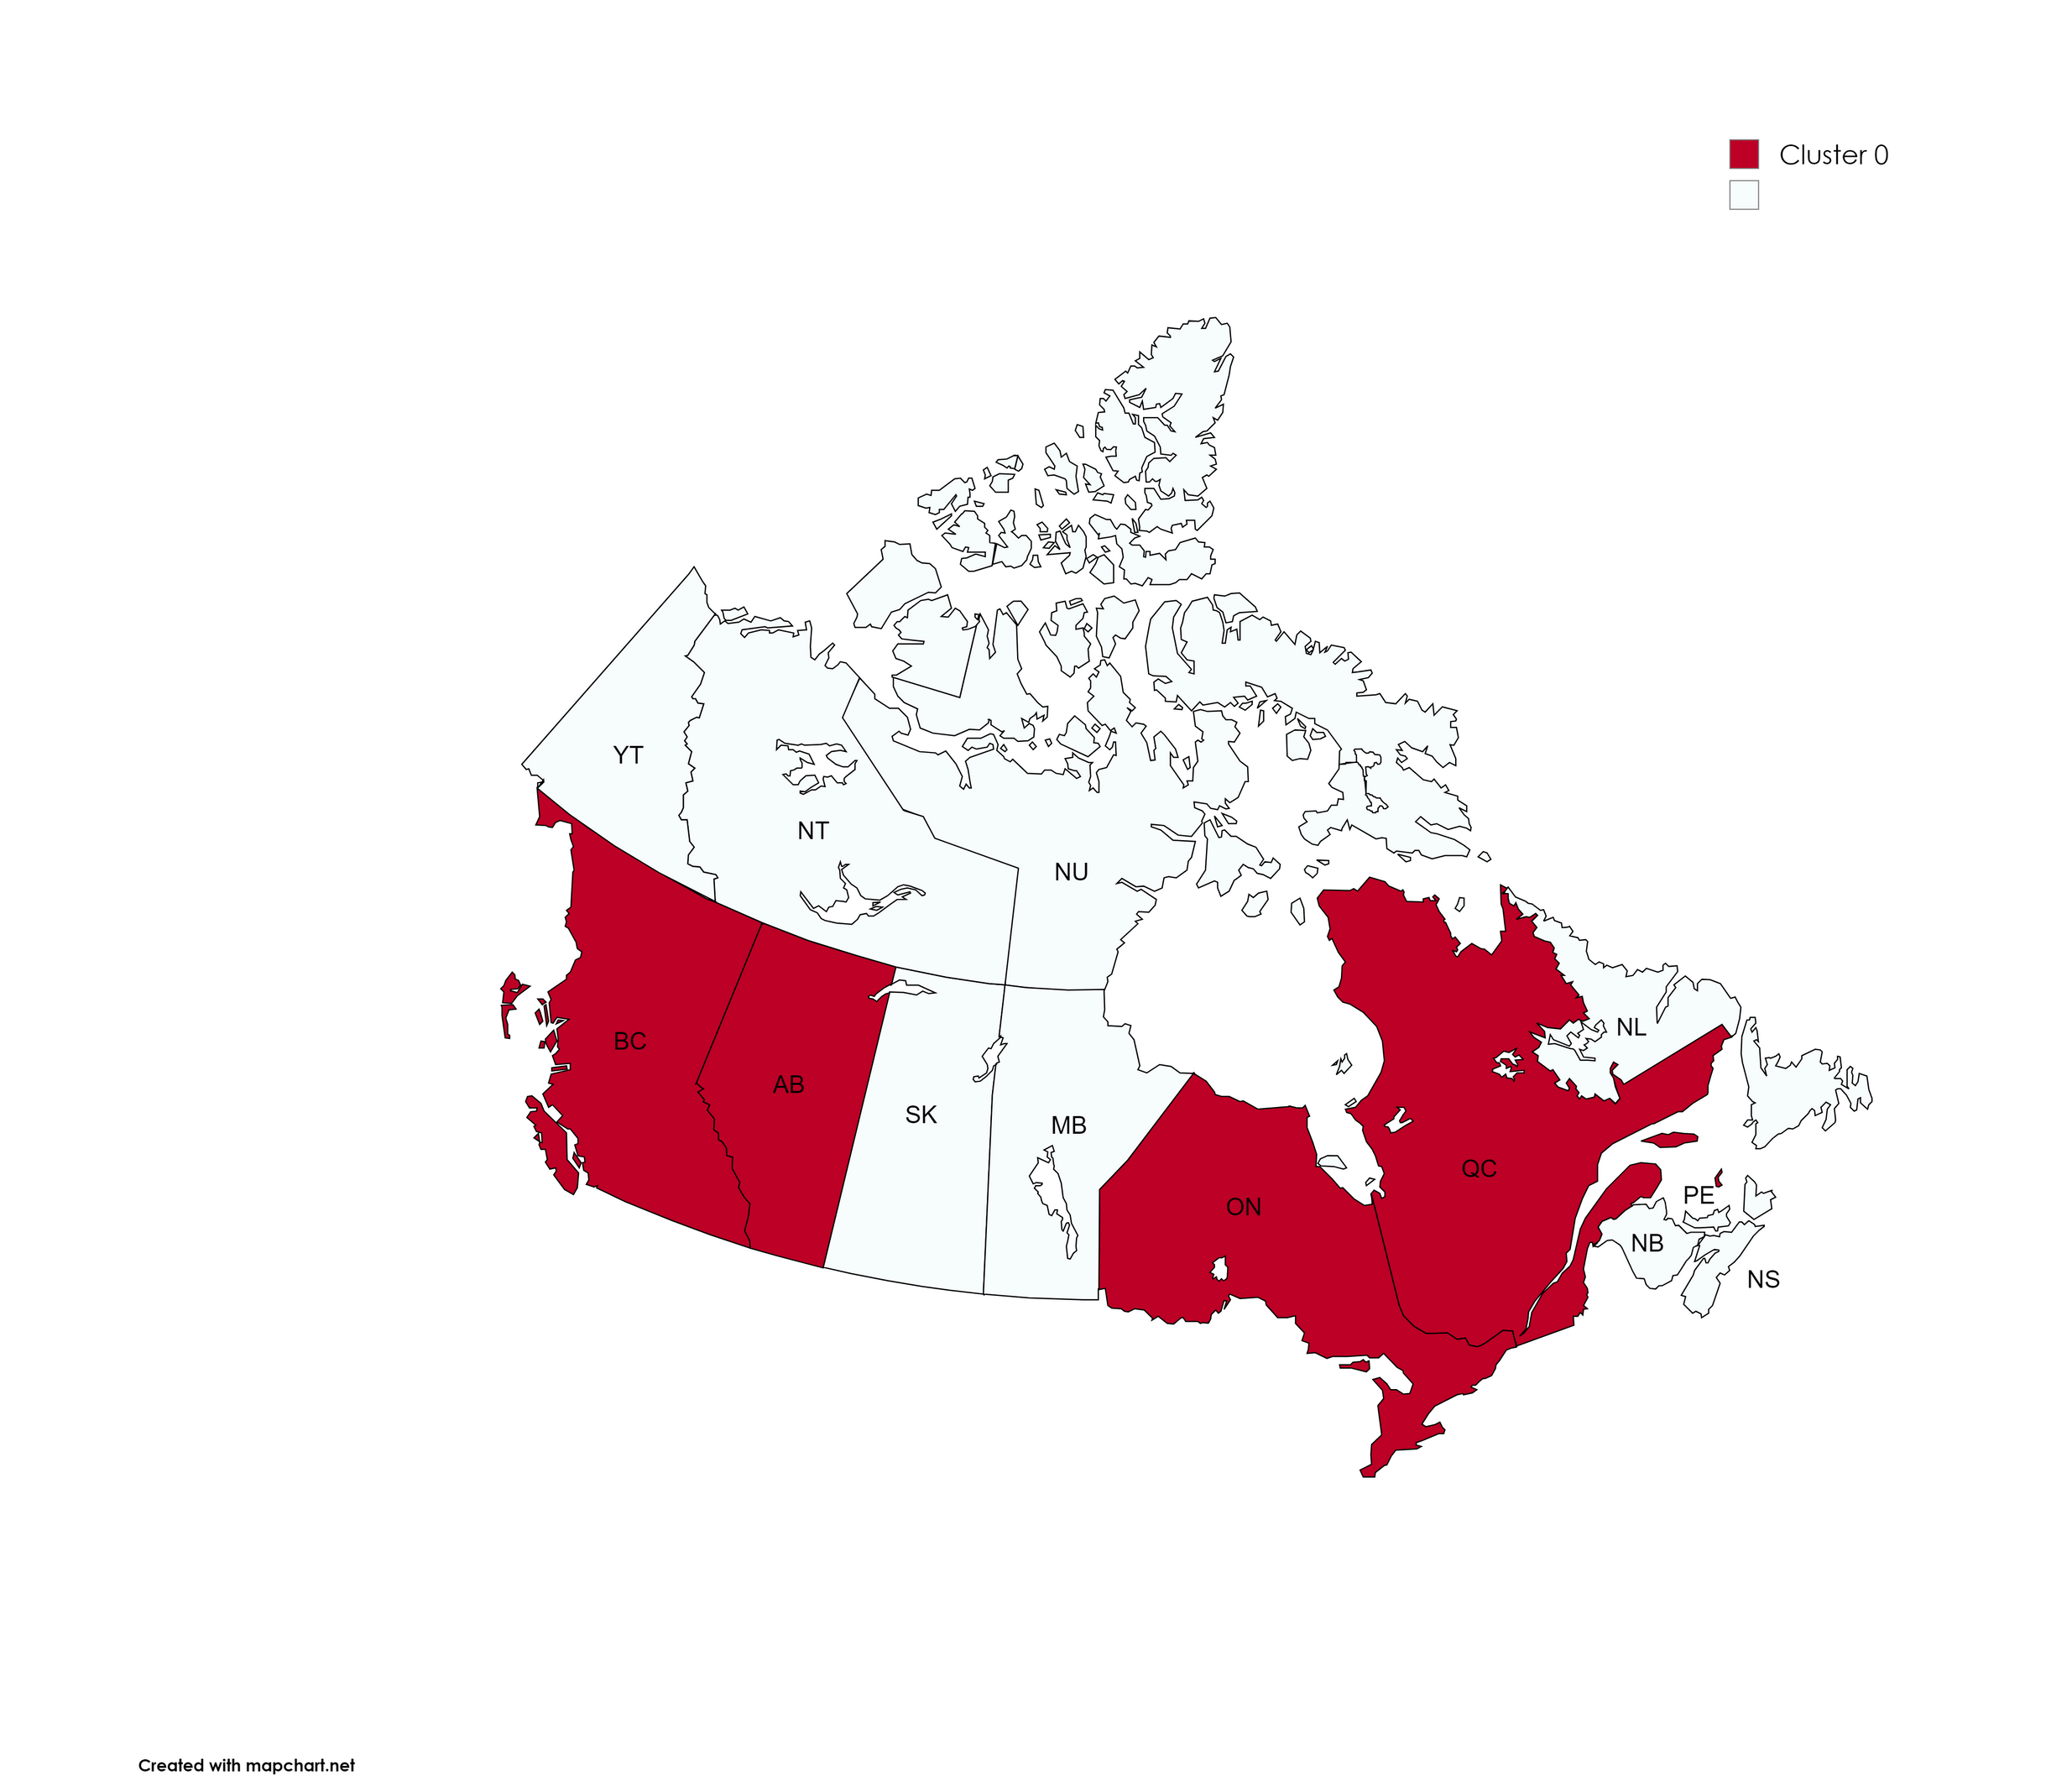 Cluster 0
YT
NT
NU
BC
AB
SK
MB
ON
QC
NL
PE
NB
NS
Created with mapchart.net